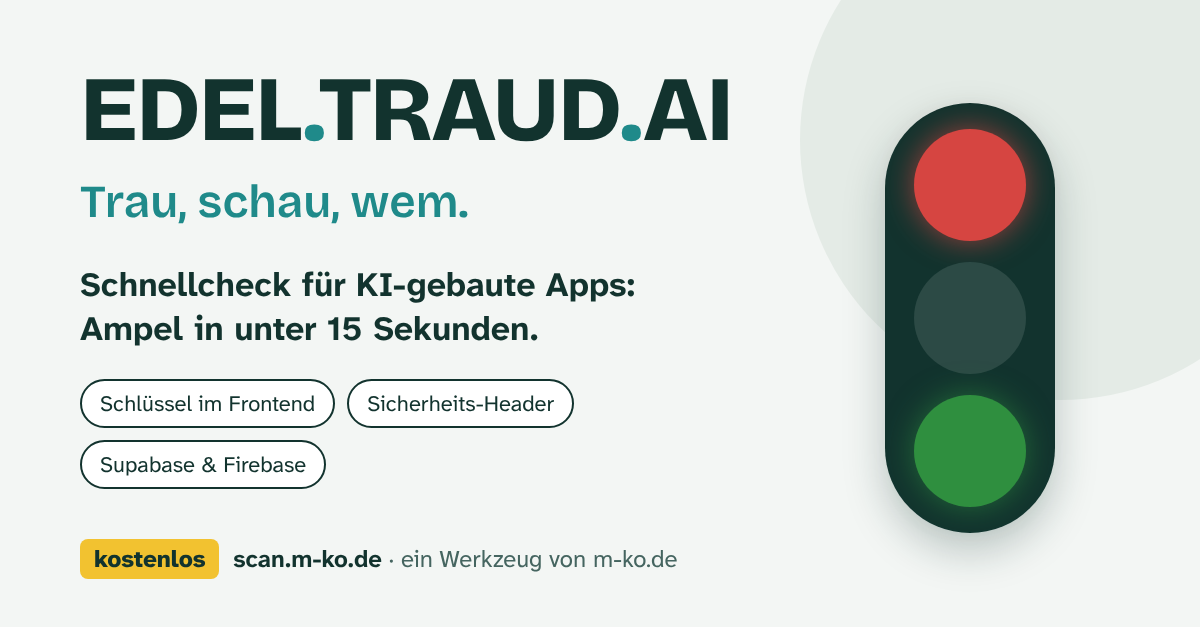 EDEL.TRAUD.AI
Trau, schau, wem.
Schnellcheck für KI-gebaute Apps:
Ampel in unter 15 Sekunden.
Schlüssel im Frontend
Sicherheits-Header
Supabase & Firebase
kostenlos scan.m-ko.de · ein Werkzeug von m-ko.de